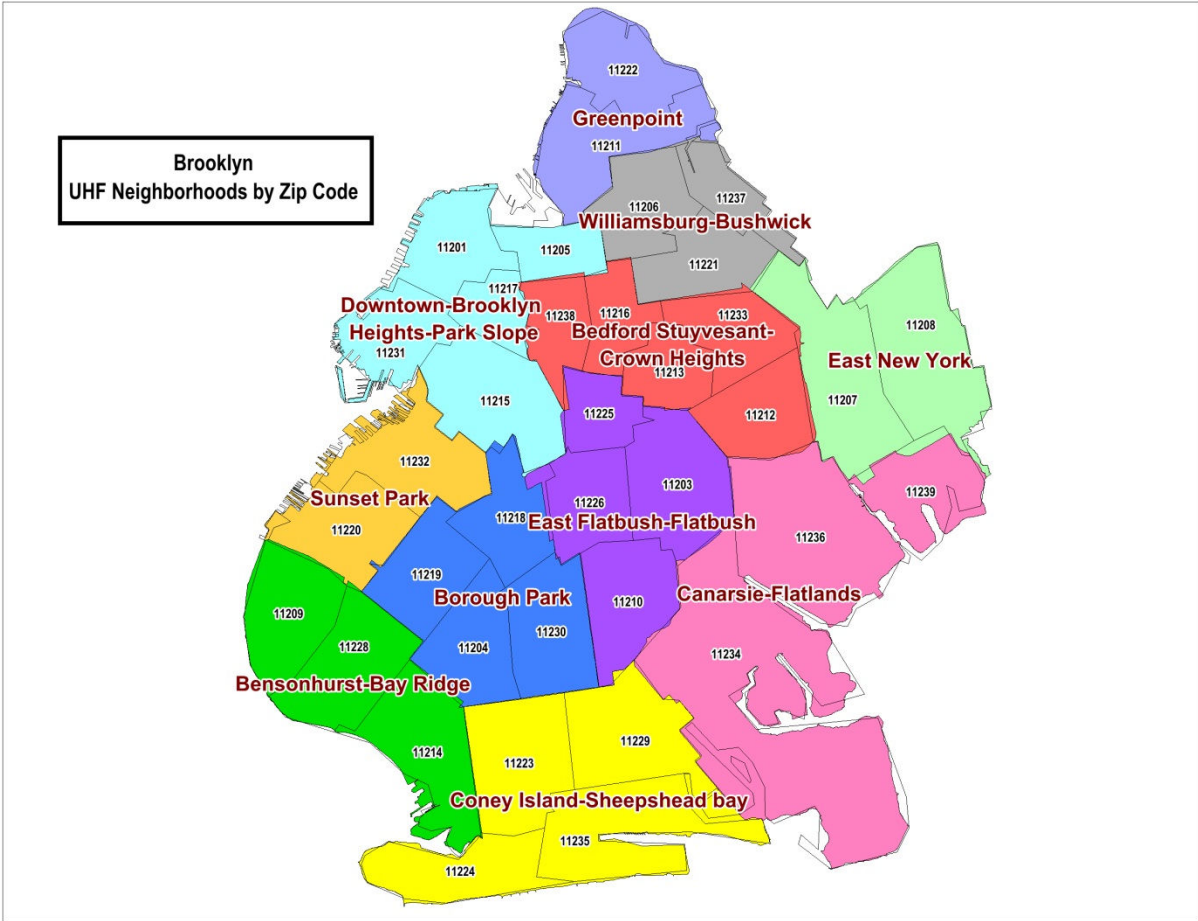 Brooklyn
UHF Neighborhoods by Zip Code
11222
Greenpoint
11211
11237
11206
Williamsburg-Bushwick
11221
11201
11205
11217
Downtown-Brooklyn
Heights-Park Slope
11231
11215
11238
11216
11233
Bedford Stuyvesant-
Crown Heights
11213
11212
11208
East New York
11207
11239
11225
11203
11226
East Flatbush-Flatbush
11210
11232
Sunset Park
11220
11218
11219
Borough Park
11230
11204
11236
Canarsie-Flatlands
11234
11209
11228
Bensonhurst-Bay Ridge
11214
11229
11223
Coney Island-Sheepshead bay
11235
11224